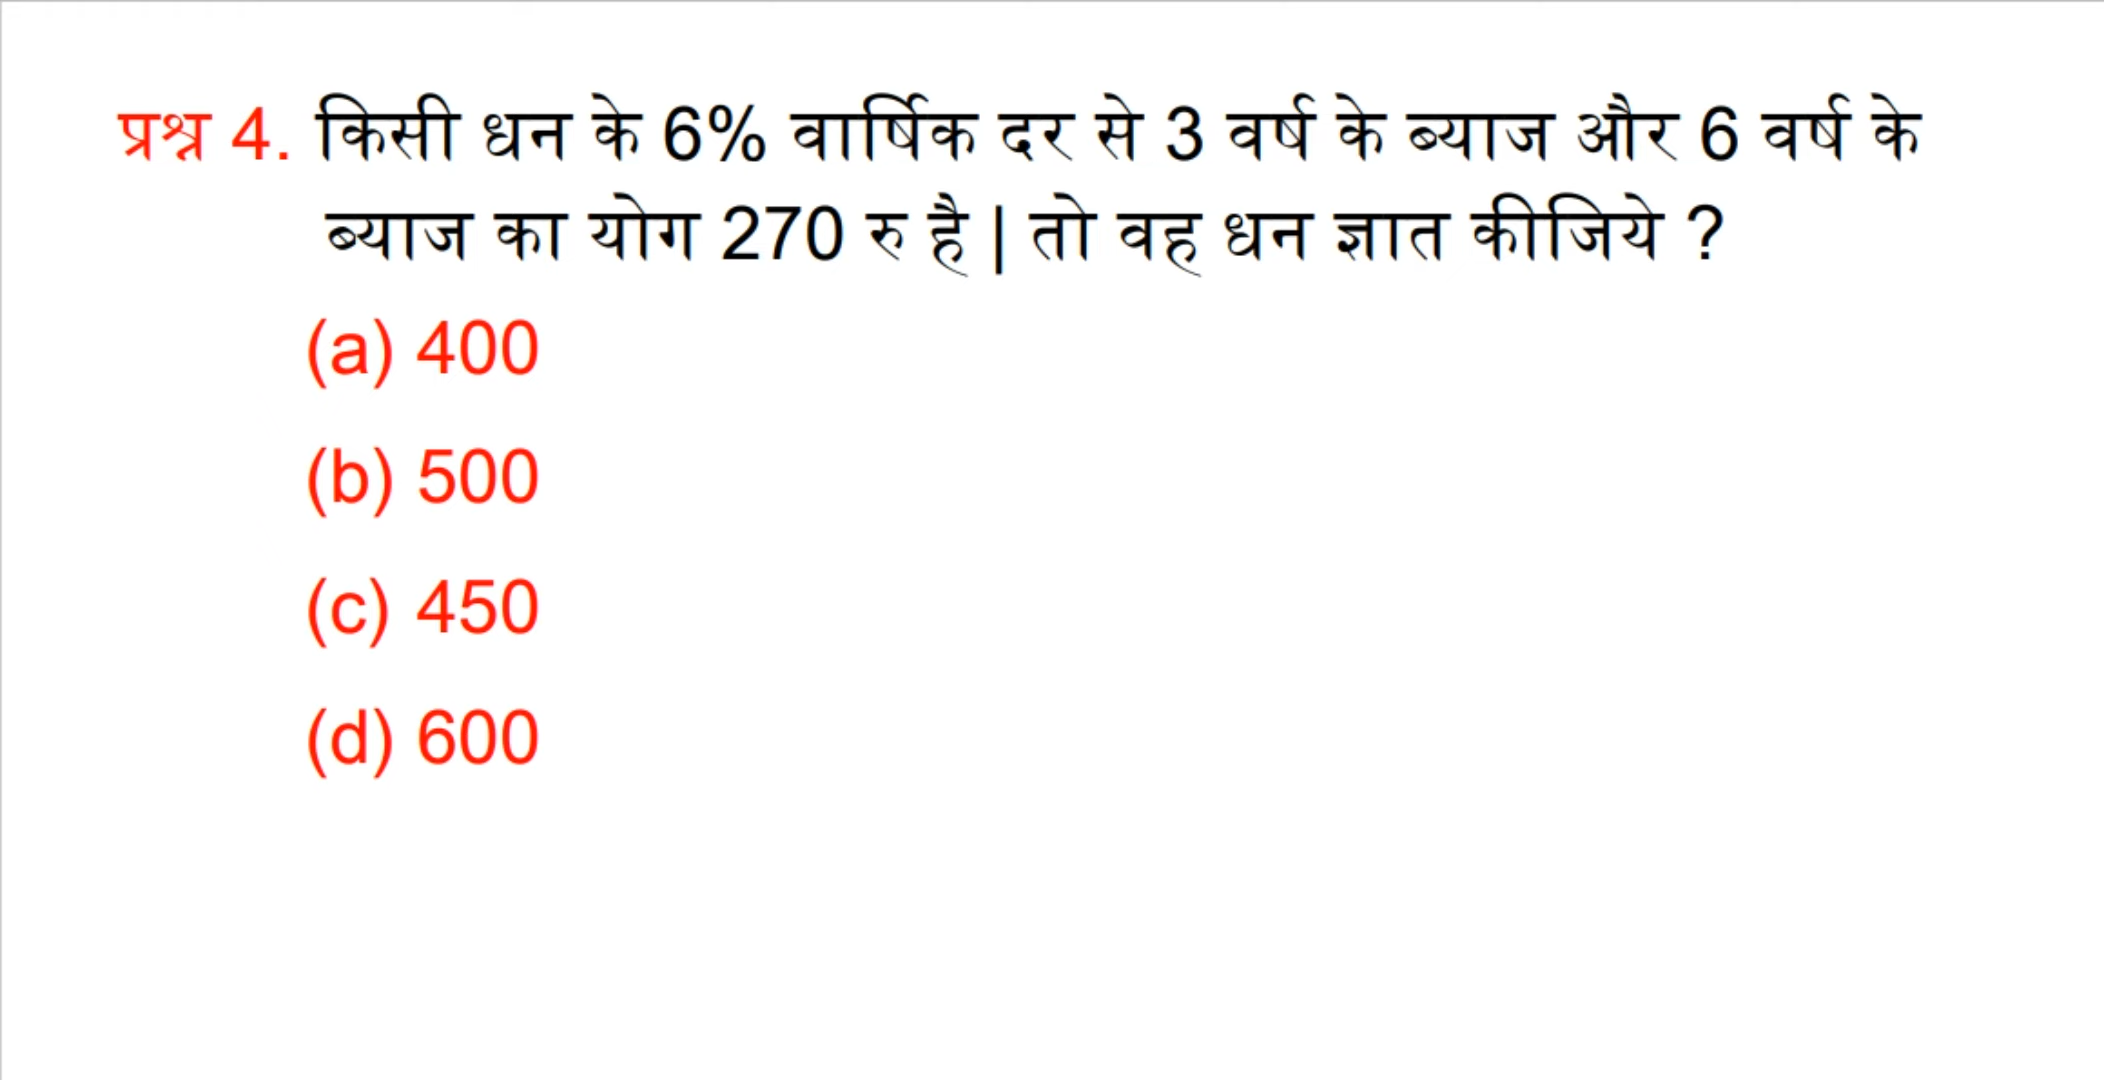 प्रश्न 4. किसी धन के 6% वार्षिक दर से 3 वर्ष के ब्याज और 6 वर्ष के
ब्याज का योग 270 रु है | तो वह धन ज्ञात कीजिये ?
(a) 400
(b) 500
(c) 450
(d) 600